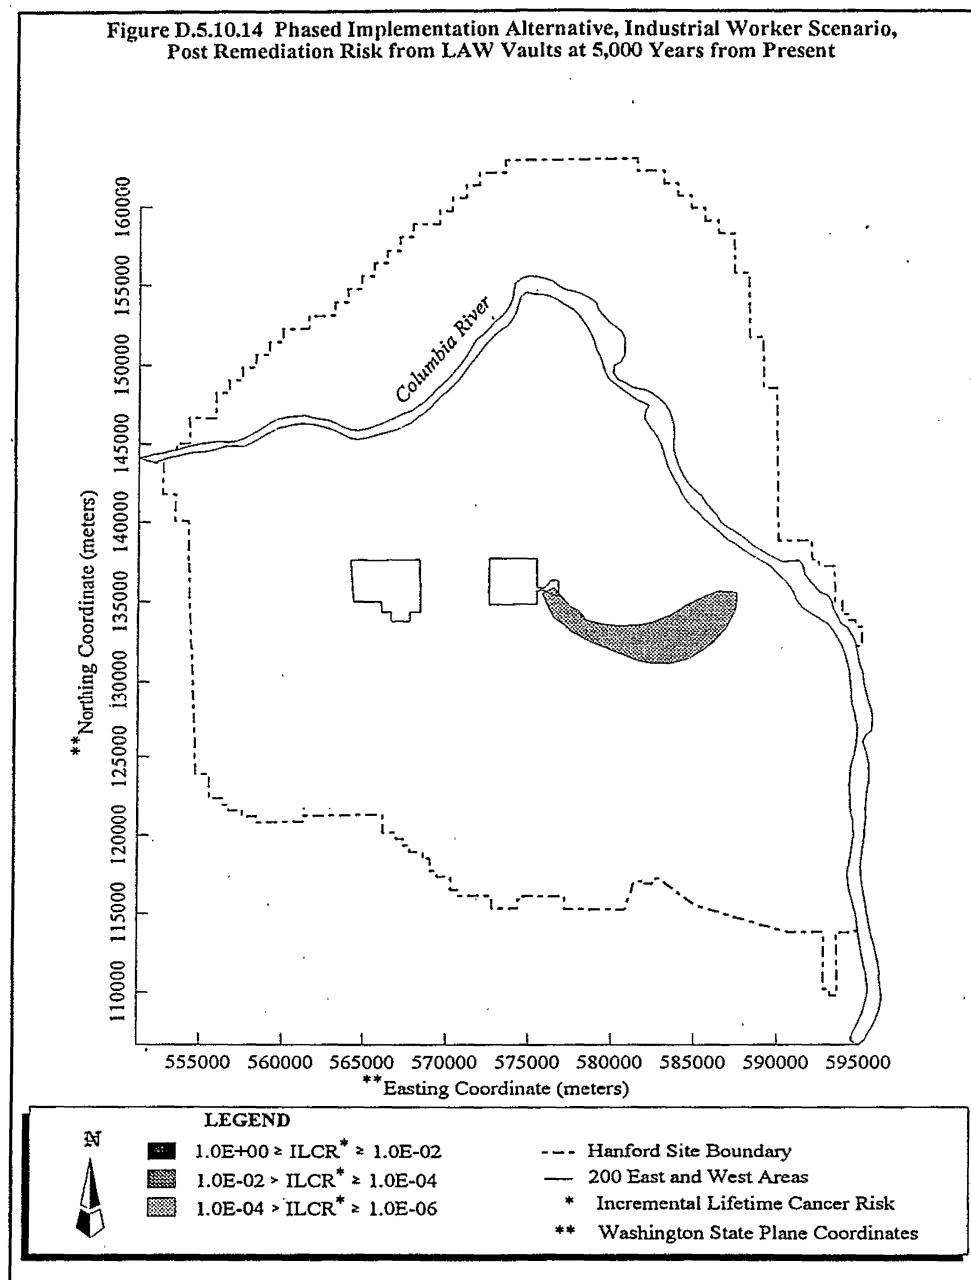 Figure D.5.10.14 Phased Implementation Alternative, Industrial Worker Scenario,
Post Remediation Risk from LAW Vaults at 5,000 Years from Present
160000
155000
150000
145000
140000
135000
130000
125000
120000
115000
110000
**Northing Coordinate (meters)
Columbia River
555000 560000 565000 570000 575000 580000 585000 590000 595000
**Easting Coordinate (meters)
LEGEND
N
1.0E+00 ≥ ILCR* ≥ 1.0E-02
1.0E-02 > ILCR* ≥ 1.0E-04
1.0E-04 > ILCR* ≥ 1.0E-06
Hanford Site Boundary
200 East and West Areas
* Incremental Lifetime Cancer Risk
** Washington State Plane Coordinates